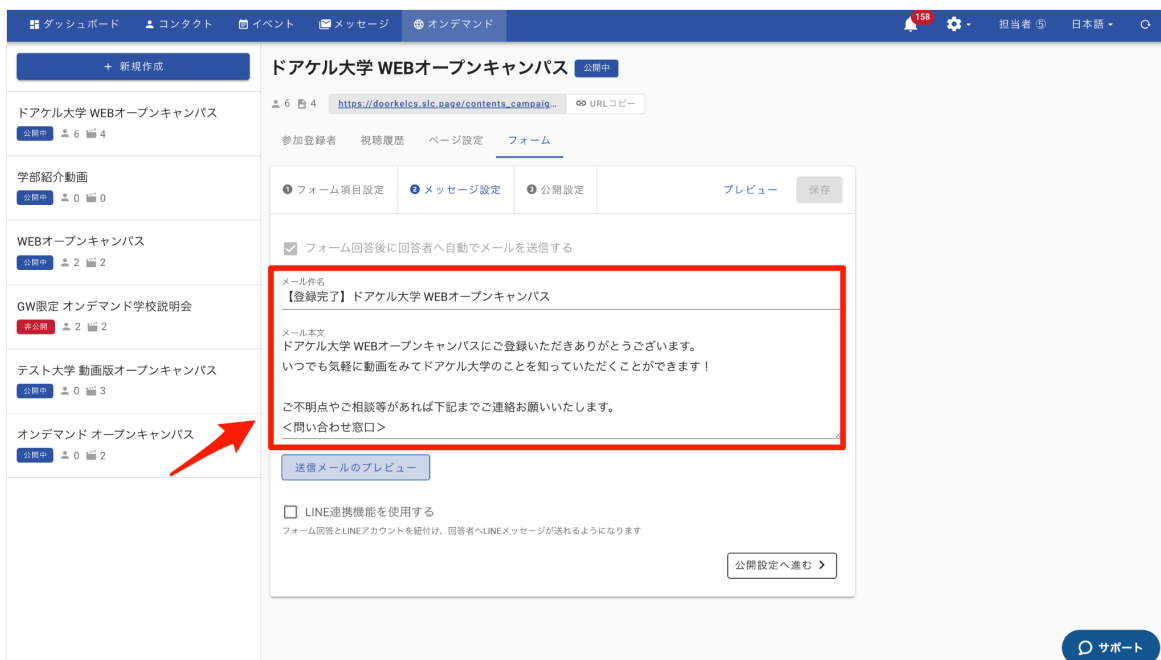 ダッシュボード コンタクト イベント メッセージ オンデマンド 158 担当者 ⑤ 日本語
+ 新規作成
ドアケル大学 WEBオープンキャンパス
公開中 6 4
学部紹介動画
公開中 0 0
WEBオープンキャンパス
公開中 2 2
GW限定 オンデマンド学校説明会
非公開 2 2
テスト大学 動画版オープンキャンパス
公開中 0 3
オンデマンド オープンキャンパス
公開中 0 2
ドアケル大学 WEBオープンキャンパス 公開中
6 4 https://doorkelcs.slc.page/contents_campaig… URLコピー
参加登録者 視聴履歴 ページ設定 フォーム
❶ フォーム項目設定 ❷ メッセージ設定 ❸ 公開設定 プレビュー 保存
フォーム回答後に回答者へ自動でメールを送信する
メール件名
【登録完了】ドアケル大学 WEBオープンキャンパス
メール本文
ドアケル大学 WEBオープンキャンパスにご登録いただきありがとうございます。
いつでも気軽に動画をみてドアケル大学のことを知っていただくことができます！
ご不明点やご相談等があれば下記までご連絡お願いいたします。
＜問い合わせ窓口＞
送信メールのプレビュー
LINE連携機能を使用する
フォーム回答とLINEアカウントを紐付け、回答者へLINEメッセージが送れるようになります
公開設定へ進む
サポート